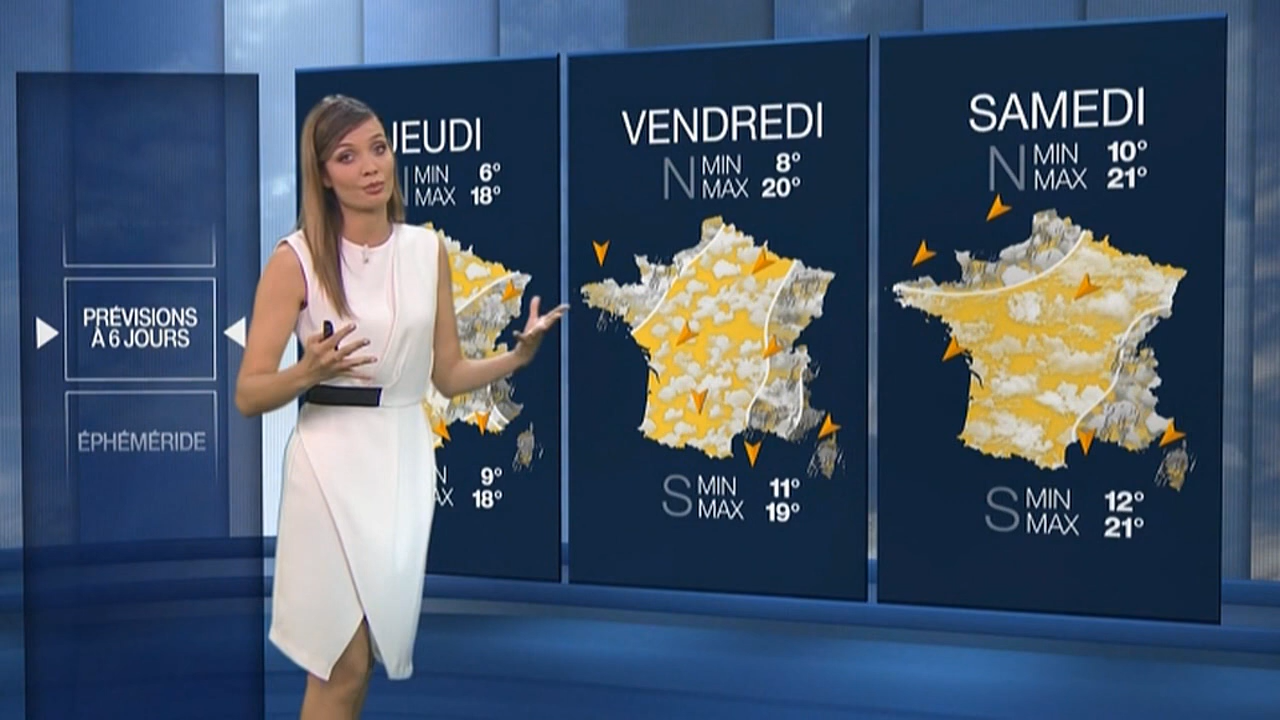 PRÉVISIONS
À 6 JOURS
ÉPHÉMÉRIDE
JEUDI
MIN 6°
MAX 18°
9°
18°
VENDREDI
N MIN 8°
MAX 20°
S MIN 11°
MAX 19°
SAMEDI
N MIN 10°
MAX 21°
S MIN 12°
MAX 21°